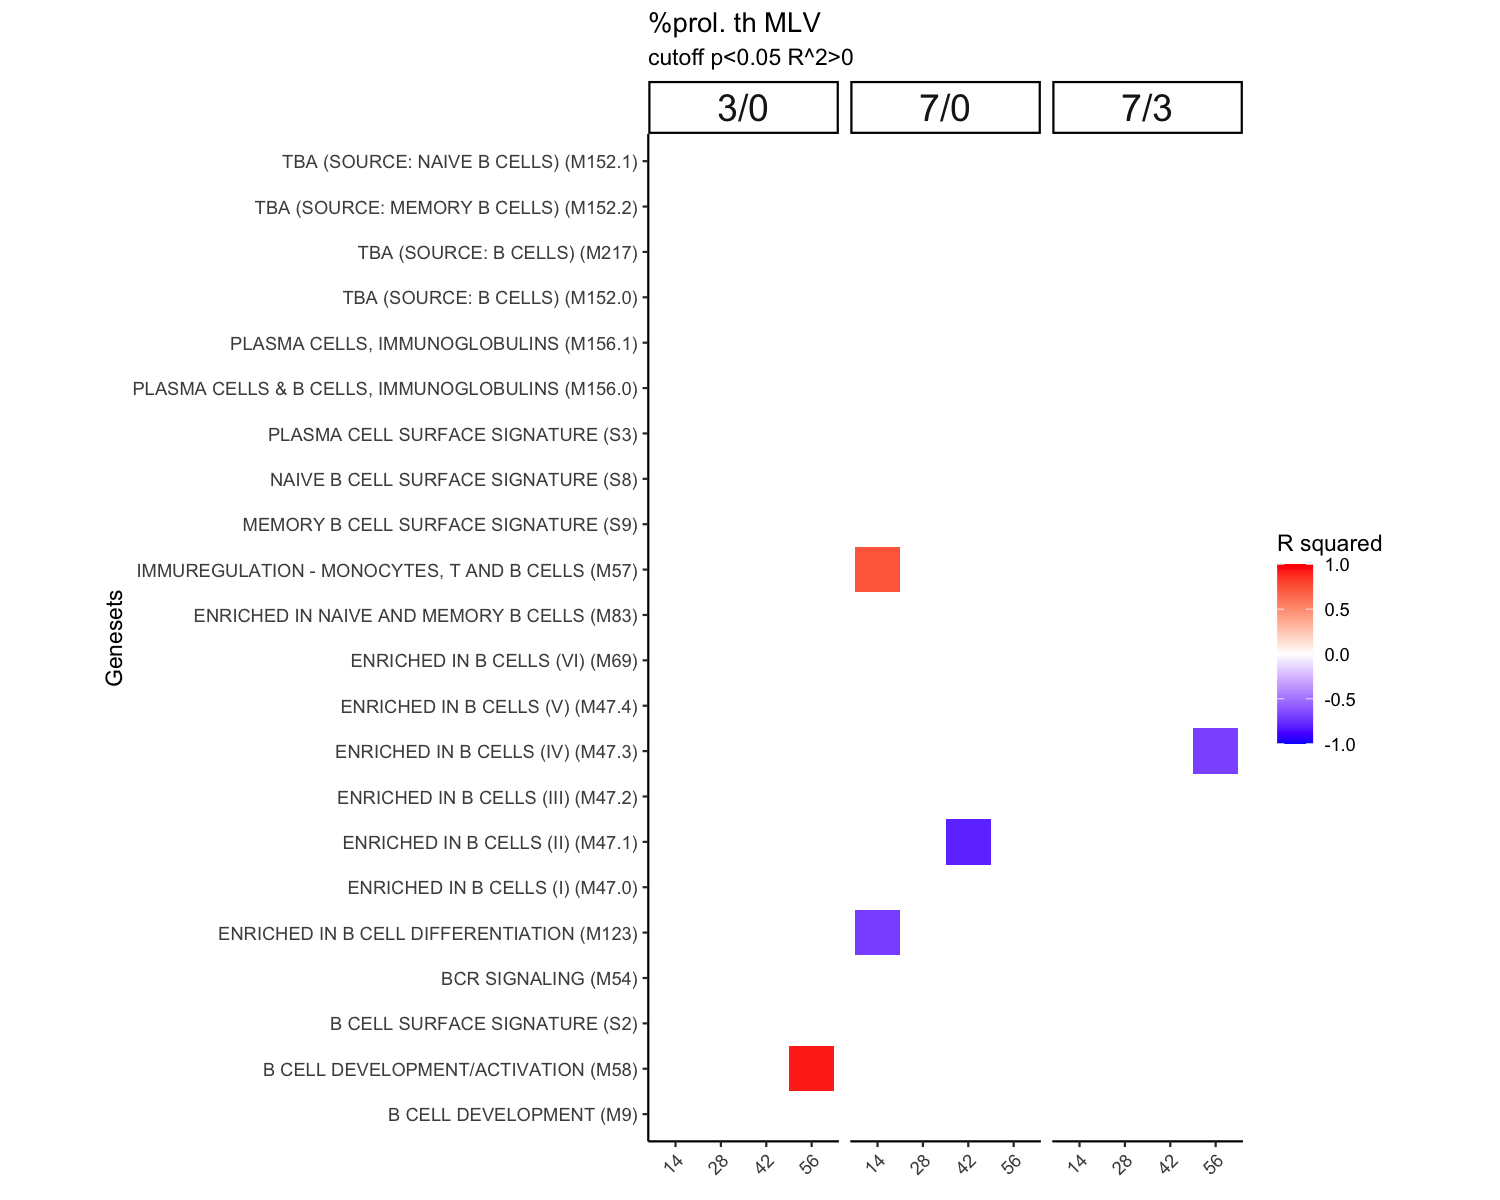 %prol. th MLV
cutoff p<0.05 R^2>0
3/0 7/0 7/3
TBA (SOURCE: NAIVE B CELLS) (M152.1)
TBA (SOURCE: MEMORY B CELLS) (M152.2)
TBA (SOURCE: B CELLS) (M217)
TBA (SOURCE: B CELLS) (M152.0)
PLASMA CELLS, IMMUNOGLOBULINS (M156.1)
PLASMA CELLS & B CELLS, IMMUNOGLOBULINS (M156.0)
PLASMA CELL SURFACE SIGNATURE (S3)
NAIVE B CELL SURFACE SIGNATURE (S8)
MEMORY B CELL SURFACE SIGNATURE (S9)
IMMUREGULATION - MONOCYTES, T AND B CELLS (M57)
ENRICHED IN NAIVE AND MEMORY B CELLS (M83)
ENRICHED IN B CELLS (VI) (M69)
ENRICHED IN B CELLS (V) (M47.4)
ENRICHED IN B CELLS (IV) (M47.3)
ENRICHED IN B CELLS (III) (M47.2)
ENRICHED IN B CELLS (II) (M47.1)
ENRICHED IN B CELLS (I) (M47.0)
ENRICHED IN B CELL DIFFERENTIATION (M123)
BCR SIGNALING (M54)
B CELL SURFACE SIGNATURE (S2)
B CELL DEVELOPMENT/ACTIVATION (M58)
B CELL DEVELOPMENT (M9)
Genesets
14 28 42 56 14 28 42 56 14 28 42 56
R squared
1.0
0.5
0.0
-0.5
-1.0